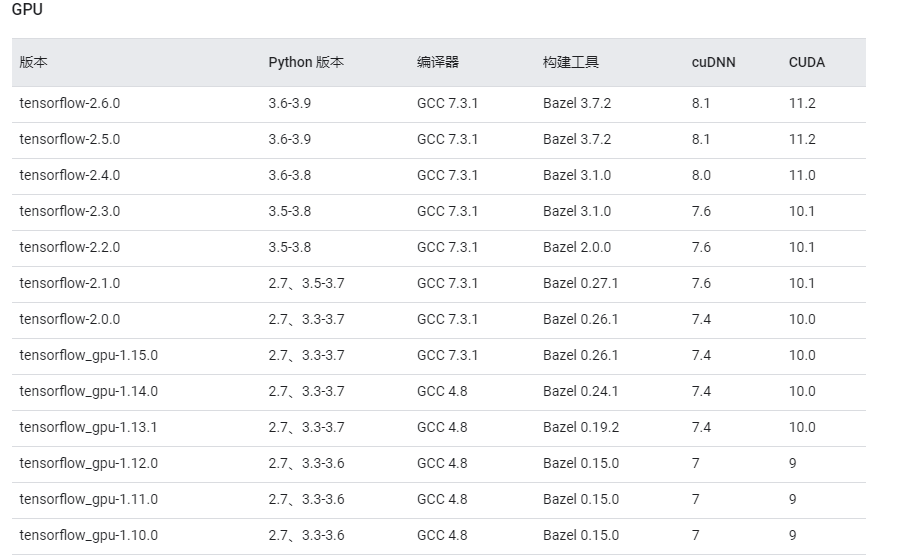 GPU
版本 Python 版本 编译器 构建工具 cuDNN CUDA
tensorflow-2.6.0 3.6-3.9 GCC 7.3.1 Bazel 3.7.2 8.1 11.2
tensorflow-2.5.0 3.6-3.9 GCC 7.3.1 Bazel 3.7.2 8.1 11.2
tensorflow-2.4.0 3.6-3.8 GCC 7.3.1 Bazel 3.1.0 8.0 11.0
tensorflow-2.3.0 3.5-3.8 GCC 7.3.1 Bazel 3.1.0 7.6 10.1
tensorflow-2.2.0 3.5-3.8 GCC 7.3.1 Bazel 2.0.0 7.6 10.1
tensorflow-2.1.0 2.7、3.5-3.7 GCC 7.3.1 Bazel 0.27.1 7.6 10.1
tensorflow-2.0.0 2.7、3.3-3.7 GCC 7.3.1 Bazel 0.26.1 7.4 10.0
tensorflow_gpu-1.15.0 2.7、3.3-3.7 GCC 7.3.1 Bazel 0.26.1 7.4 10.0
tensorflow_gpu-1.14.0 2.7、3.3-3.7 GCC 4.8 Bazel 0.24.1 7.4 10.0
tensorflow_gpu-1.13.1 2.7、3.3-3.7 GCC 4.8 Bazel 0.19.2 7.4 10.0
tensorflow_gpu-1.12.0 2.7、3.3-3.6 GCC 4.8 Bazel 0.15.0 7 9
tensorflow_gpu-1.11.0 2.7、3.3-3.6 GCC 4.8 Bazel 0.15.0 7 9
tensorflow_gpu-1.10.0 2.7、3.3-3.6 GCC 4.8 Bazel 0.15.0 7 9